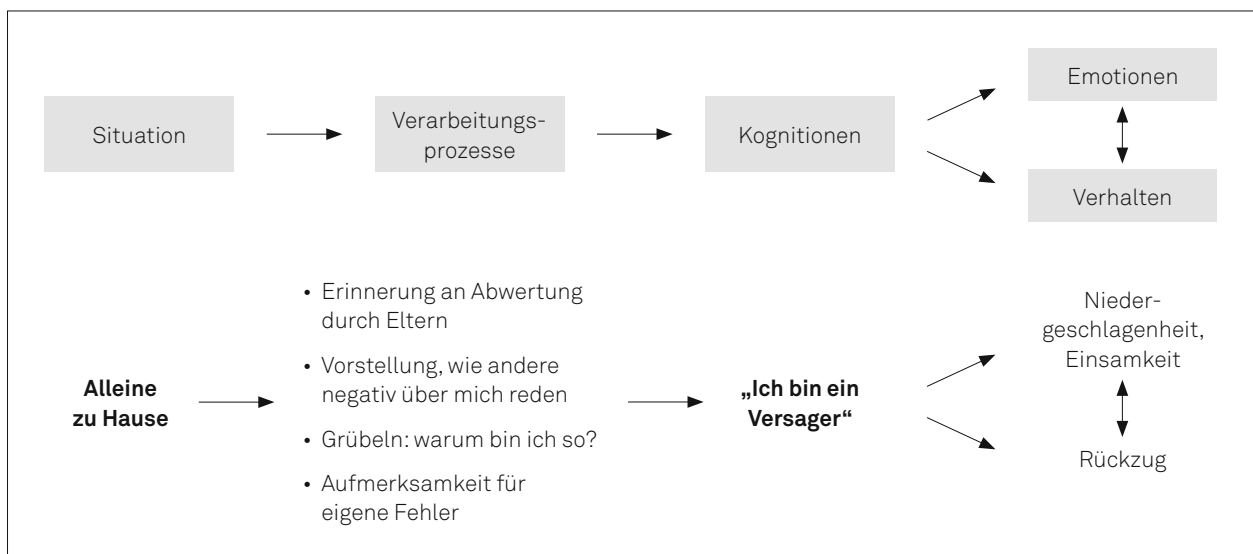 Situation
Verarbeitungs-
prozesse
Kognitionen
Emotionen
Verhalten
Alleine
zu Hause
• Erinnerung an Abwertung
durch Eltern
• Vorstellung, wie andere
negativ über mich reden
• Grübeln: warum bin ich so?
• Aufmerksamkeit für
eigene Fehler
„Ich bin ein
Versager“
Nieder-
geschlagenheit,
Einsamkeit
Rückzug